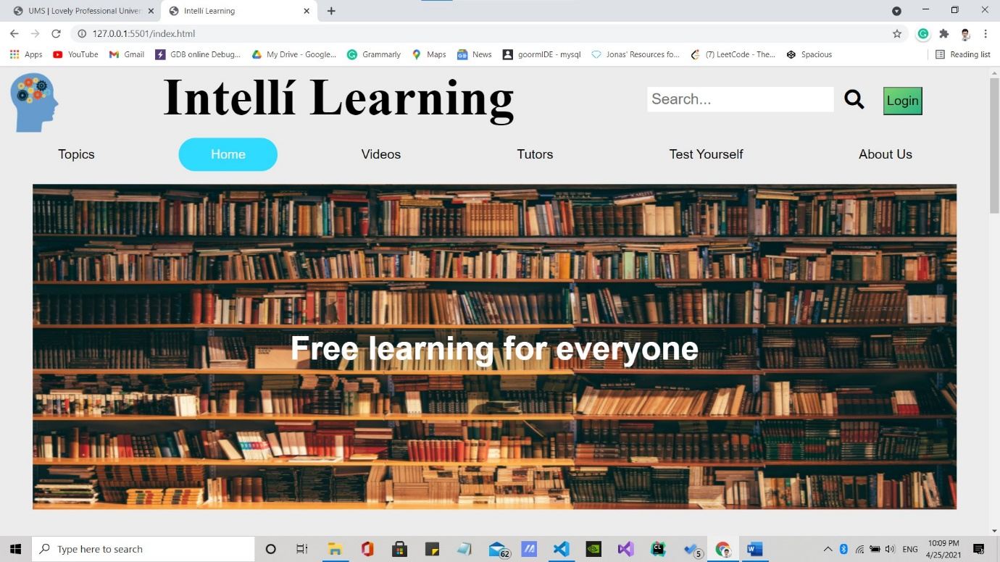 UMS | Lovely Professional Univer
Intellí Learning
127.0.0.1:5501/index.html
Apps
YouTube
Gmail
GDB online Debug...
My Drive - Google...
Grammarly
Maps
News
goormIDE - mysql
Jonas' Resources fo...
(7) LeetCode - The...
Spacious
Reading list
Intellí Learning
Search...
Login
Topics
Home
Videos
Tutors
Test Yourself
About Us
Free learning for everyone
Type here to search
62
5
ENG
10:09 PM
4/25/2021